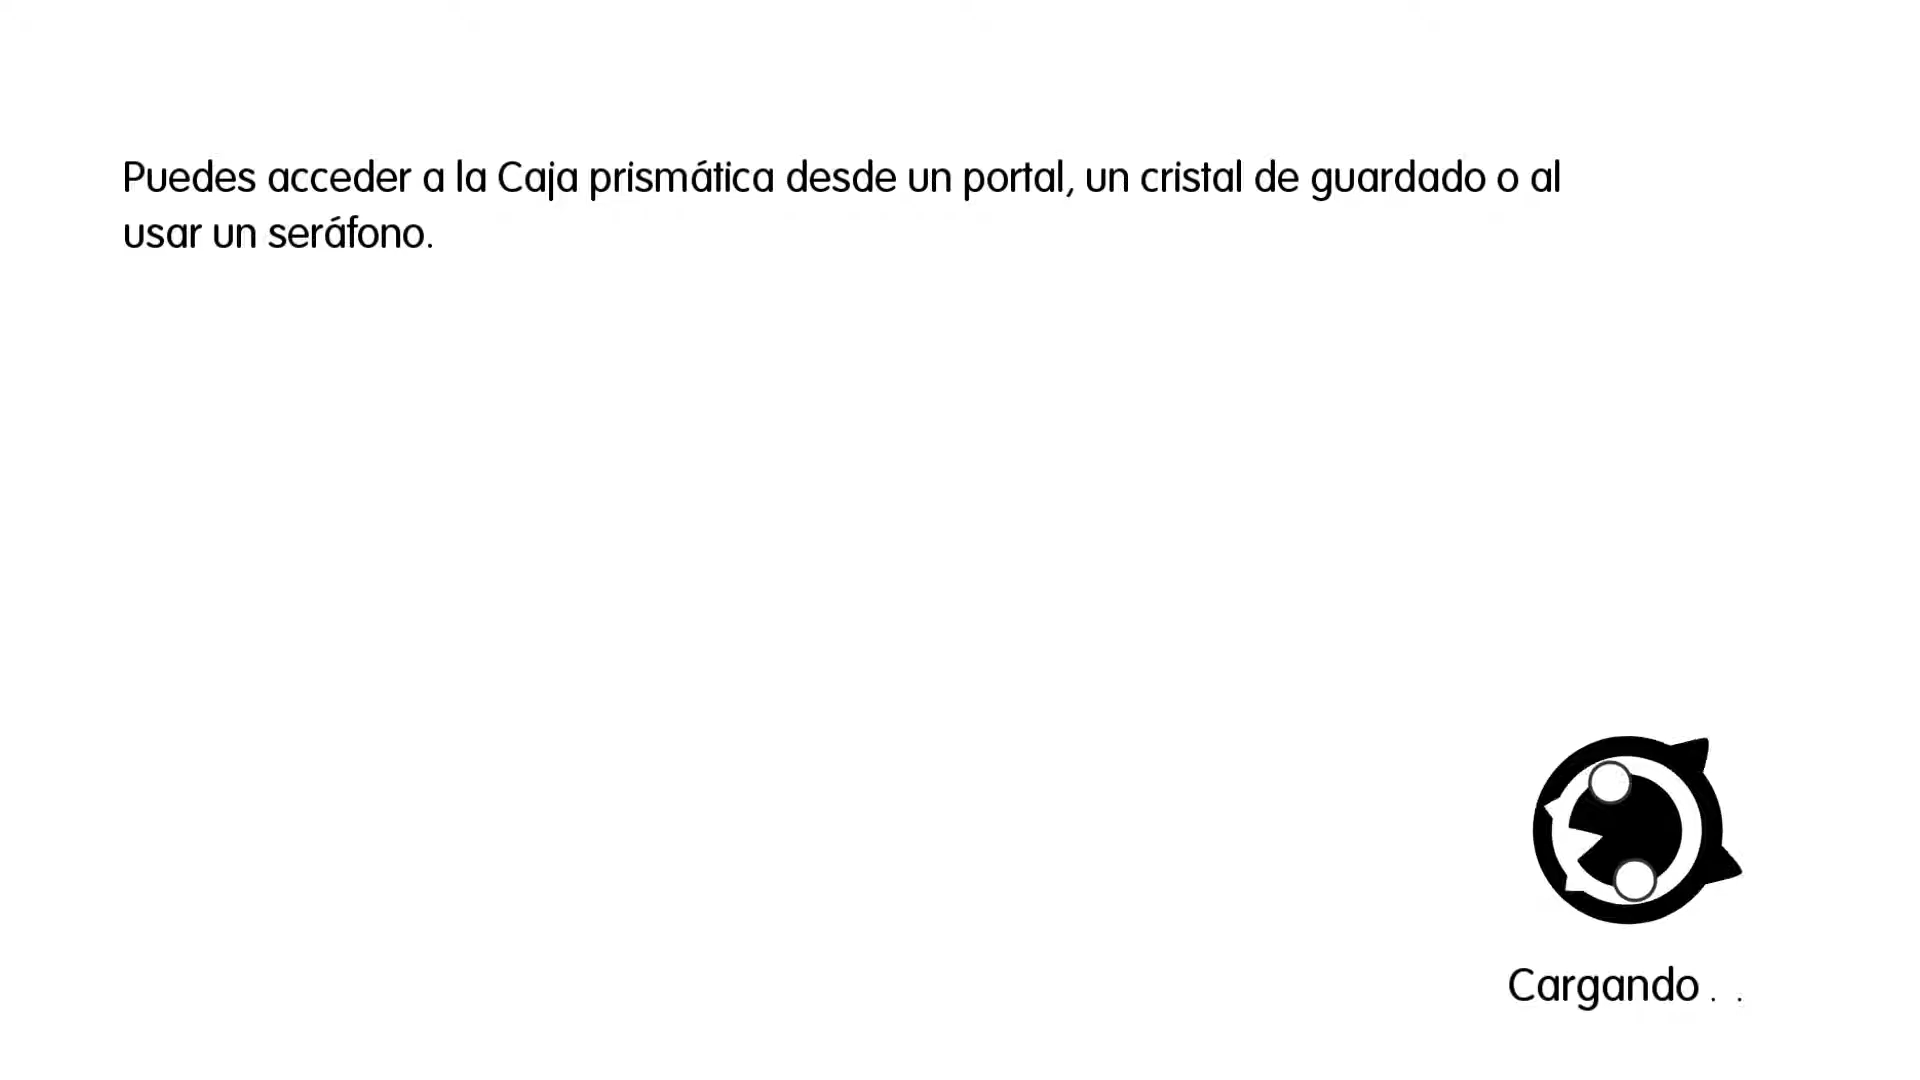 Puedes acceder a la Caja prismática desde un portal, un cristal de guardado o al
usar un seráfono.
Cargando . .